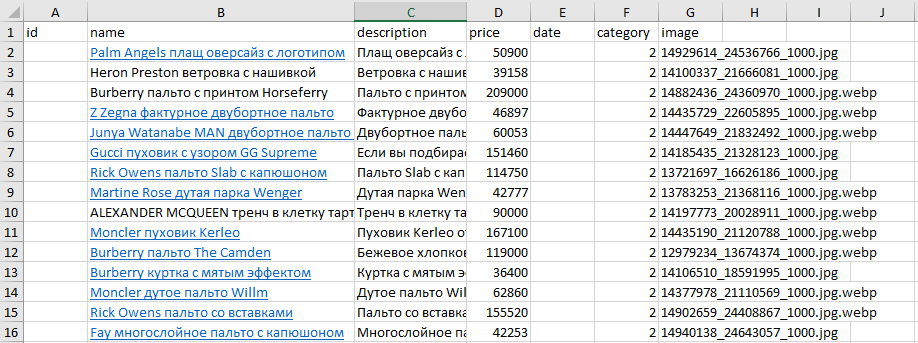 A B C D E F G H I J
1 id name description price date category image
2 Palm Angels плащ оверсайз с логотипом Плащ оверсайз с 50900 2 14929614_24536766_1000.jpg
3 Heron Preston ветровка с нашивкой Ветровка с нашив 39158 2 14100337_21666081_1000.jpg
4 Burberry пальто с принтом Horseferry Пальто с принтом 209000 2 14882436_24360970_1000.jpg.webp
5 Z Zegna фактурное двубортное пальто Фактурное двубо 46897 2 14435729_22605895_1000.jpg.webp
6 Junya Watanabe MAN двубортное пальто Двубортное паль 60053 2 14447649_21832492_1000.jpg.webp
7 Gucci пуховик с узором GG Supreme Если вы подбира 151460 2 14185435_21328123_1000.jpg
8 Rick Owens пальто Slab с капюшоном Пальто Slab с кап 114750 2 13721697_16626186_1000.jpg
9 Martine Rose дутая парка Wenger Дутая парка Wen 42777 2 13783253_21368116_1000.jpg.webp
10 ALEXANDER MCQUEEN тренч в клетку тарт Тренч в клетку та 90000 2 14197773_20028911_1000.jpg.webp
11 Moncler пуховик Kerleo Пуховик Kerleo от 167100 2 14435190_21120788_1000.jpg.webp
12 Burberry пальто The Camden Бежевое хлопков 119000 2 12979234_13674374_1000.jpg.webp
13 Burberry куртка с мятым эффектом Куртка с мятым э 36400 2 14106510_18591995_1000.jpg
14 Moncler дутое пальто Willm Дутое пальто Wil 62860 2 14377978_21110569_1000.jpg.webp
15 Rick Owens пальто со вставками Пальто со вставка 155520 2 14902659_24408867_1000.jpg.webp
16 Fay многослойное пальто с капюшоном Многослойное па 42253 2 14940138_24643057_1000.jpg